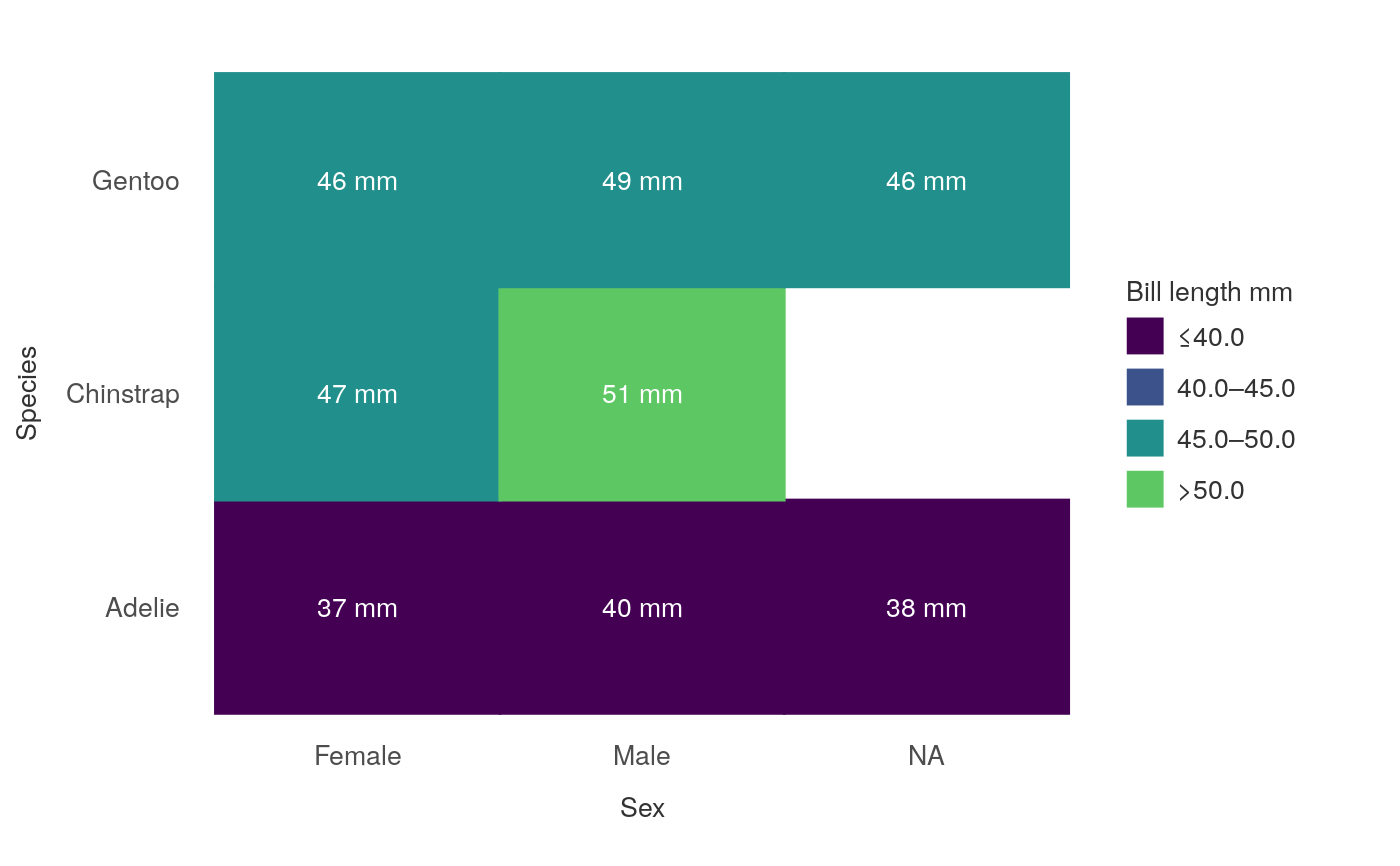 Gentoo
46 mm
49 mm
46 mm
Bill length mm
≤40.0
40.0–45.0
45.0–50.0
>50.0
Species
Chinstrap
47 mm
51 mm
Adelie
37 mm
40 mm
38 mm
Female
Male
NA
Sex